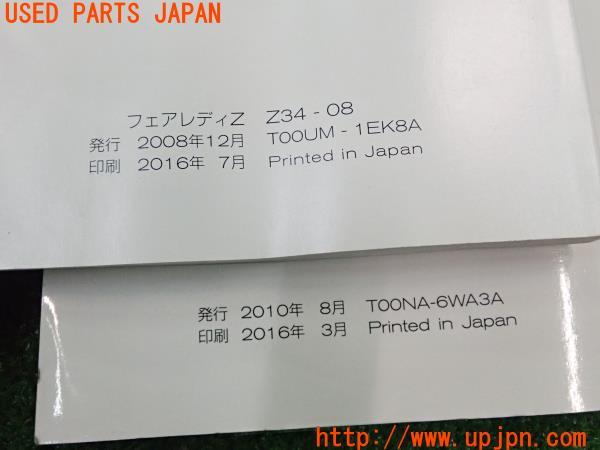 USED PARTS JAPAN
フェアレディZ Z34-08
発行 2008年12月 T00UM-1EK8A
印刷 2016年 7月 Printed in Japan
発行 2010年 8月 T00NA-6WA3A
印刷 2016年 3月 Printed in Japan
http://www.upjpn.com/